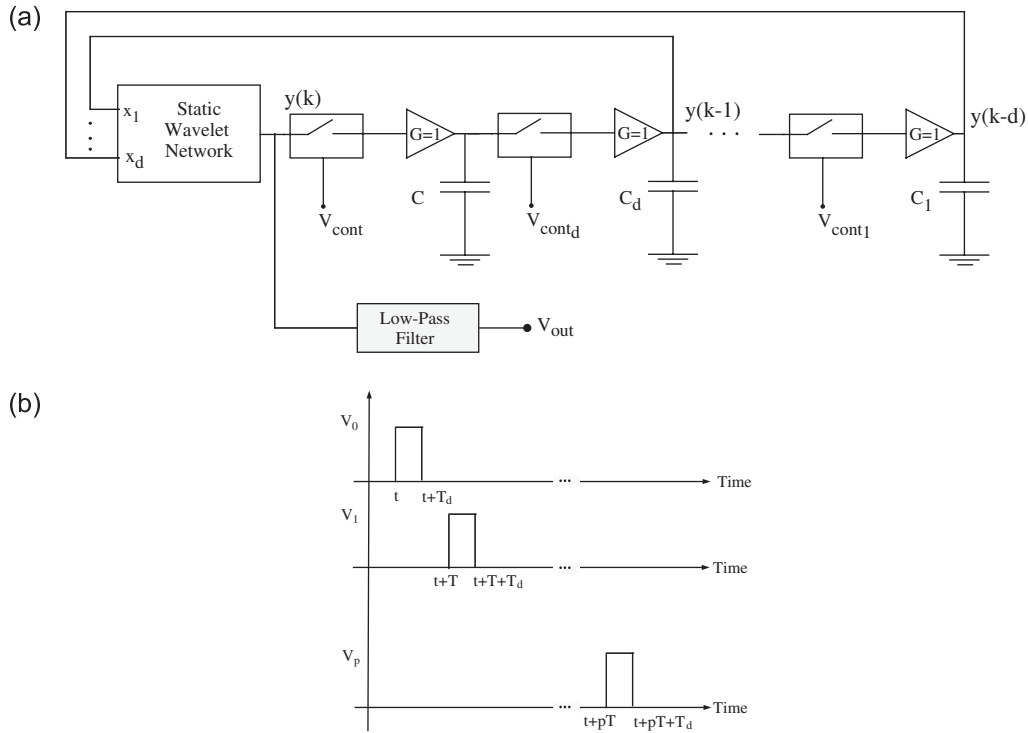 (a)
x1
xd
Static
Wavelet
Network
y(k)
Vcont
G=1
C
Vcontd
G=1
Cd
y(k-1)
...
Vcont1
G=1
C1
y(k-d)
Low-Pass
Filter
Vout
(b)
V0
t
t+Td
...
Time
V1
t+T
t+T+Td
...
Time
Vp
t+pT
t+pT+Td
...
Time